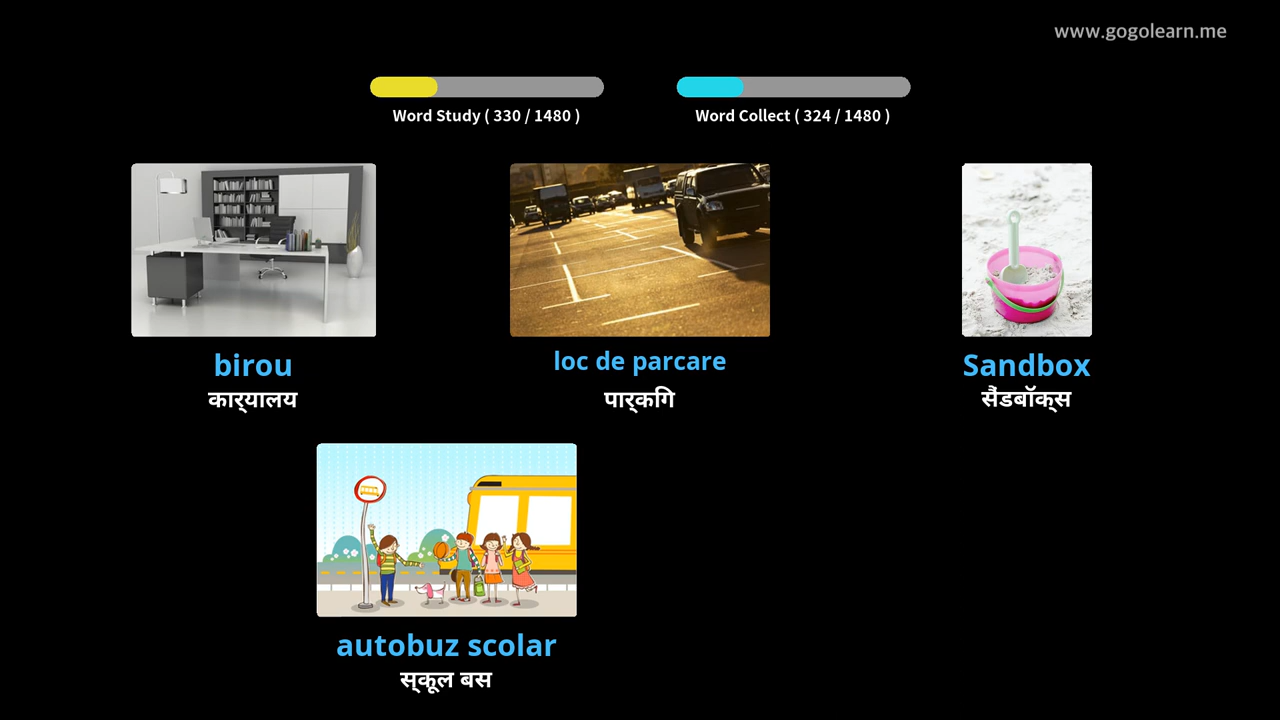 www.gogolearn.me
Word Study ( 330 / 1480 )
Word Collect ( 324 / 1480 )
birou
कार्‍यालय
loc de parcare
पार्‍कगि
Sandbox
सैंडबॉक्‍स
autobuz scolar
स्‍कूल बस